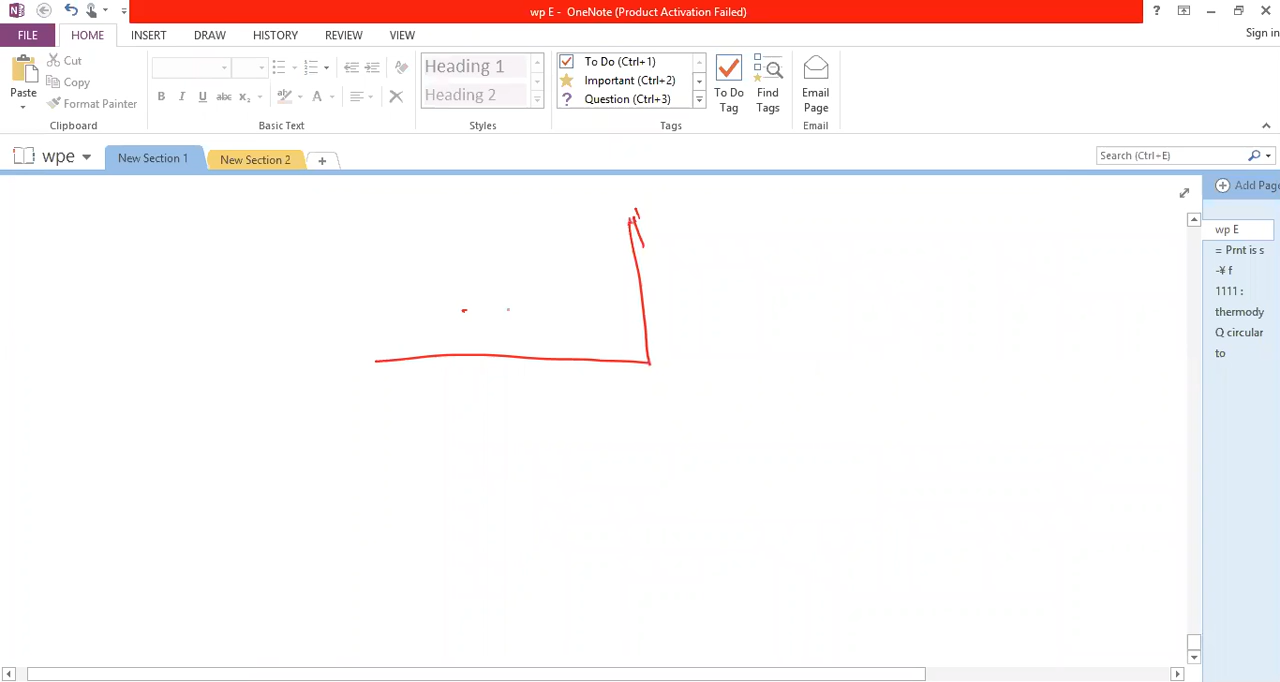 wp E - OneNote (Product Activation Failed)
?
FILE HOME INSERT DRAW HISTORY REVIEW VIEW
Sign in
Paste
Cut
Copy
Format Painter
Clipboard
B I U abc X₂ ab A
Basic Text
Heading 1
Heading 2
Styles
To Do (Ctrl+1)
Important (Ctrl+2)
? Question (Ctrl+3)
To Do Tag
Find Tags
Tags
Email Page
Email
wpe
New Section 1
New Section 2
Search (Ctrl+E)
Add Page
wp E
= Prnt is s
-¥ f
1111 :
thermody
Q circular
to